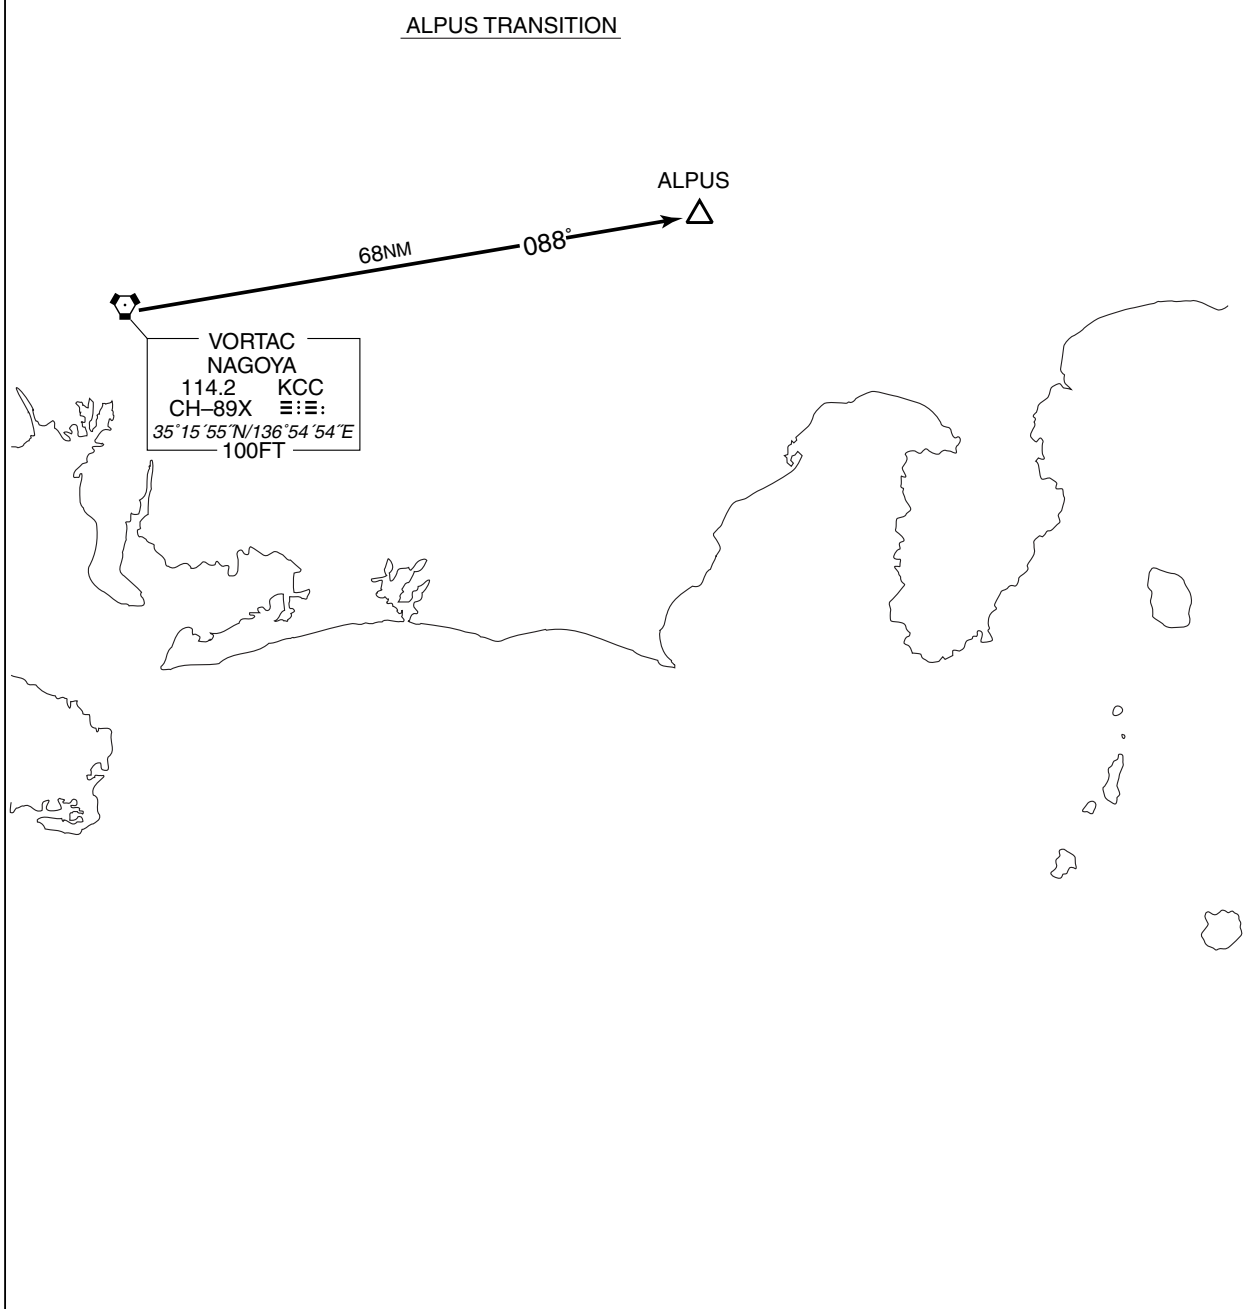 ALPUS TRANSITION
ALPUS
68NM
088°
VORTAC
NAGOYA
114.2 KCC
CH–89X
35°15´55˝N/136°54´54˝E
100FT